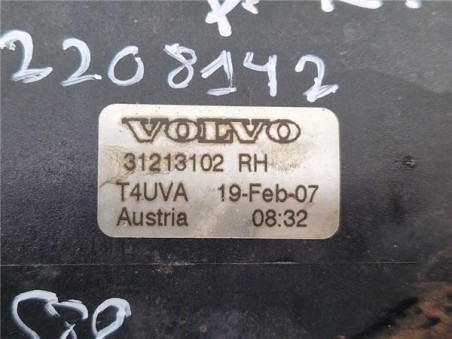 2208142
VOLVO
31213102 RH
T4UVA 19-Feb-07
Austria 08:32